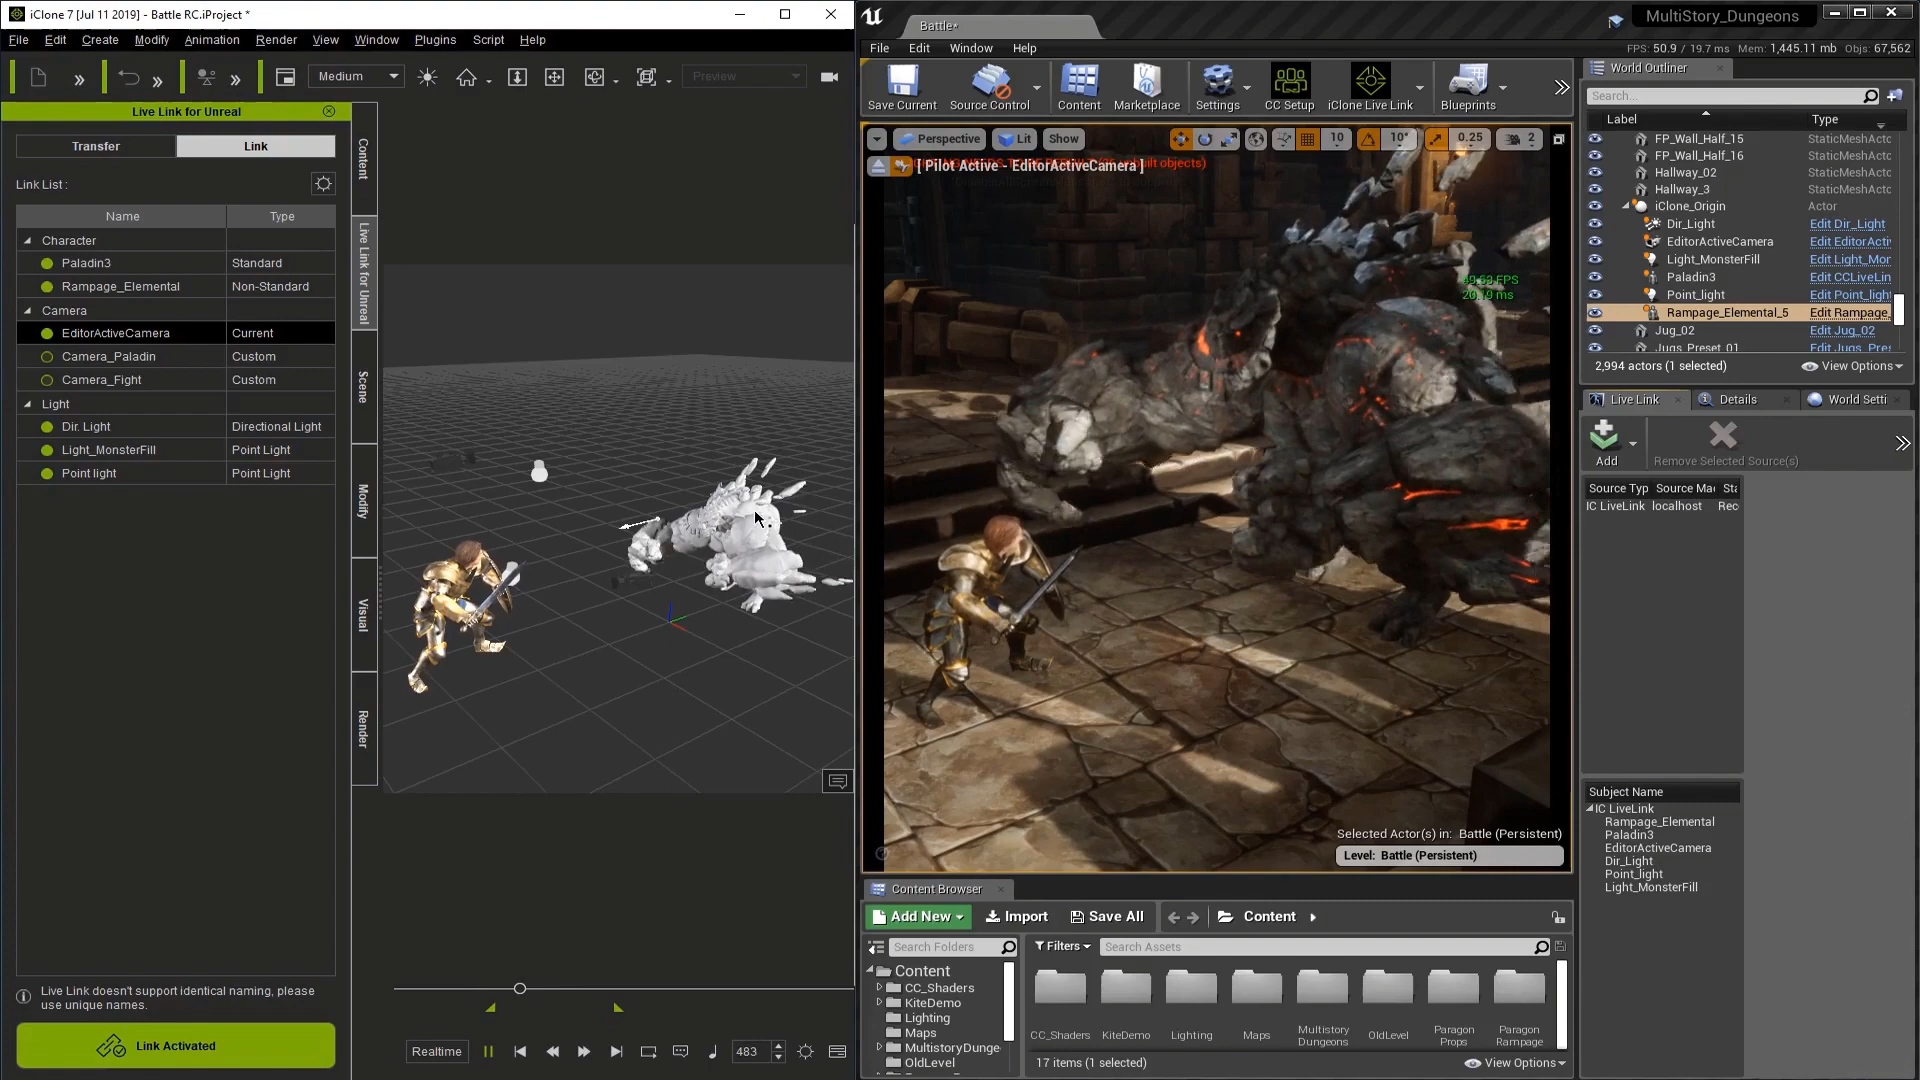 iClone 7 [Jul 11 2019] - Battle RC.iProject *
File Edit Create Modify Animation Render View Window Plugins Script Help
Medium
Preview
Live Link for Unreal
Transfer Link
Link List :
Name Type
Character
Paladin3 Standard
Rampage_Elemental Non-Standard
Camera
EditorActiveCamera Current
Camera_Paladin Custom
Camera_Fight Custom
Light
Dir. Light Directional Light
Light_MonsterFill Point Light
Point light Point Light
Live Link doesn't support identical naming, please
use unique names.
Link Activated
Content
Live Link for Unreal
Scene
Modify
Visual
Render
Realtime
483
Battle*
MultiStory_Dungeons
File Edit Window Help
FPS: 50.9 / 19.7 ms Mem: 1,445.11 mb Objs: 67,562
Save Current Source Control Content Marketplace Settings CC Setup iClone Live Link Blueprints
Perspective Lit Show 10 10° 0.25 2
[ Pilot Active - EditorActiveCamera ]
49.53 FPS
20.19 ms
Selected Actor(s) in: Battle (Persistent)
Level: Battle (Persistent)
Content Browser
Add New Import Save All Content
Search Folders
Filters Search Assets
Content
CC_Shaders
KiteDemo
Lighting
Maps
MultistoryDunge
OldLevel
CC_Shaders KiteDemo Lighting Maps Multistory Dungeons OldLevel Paragon Props Paragon Rampage
17 items (1 selected) View Options
World Outliner
Search...
Label Type
FP_Wall_Half_15 StaticMeshActo
FP_Wall_Half_16 StaticMeshActo
Hallway_02 StaticMeshActo
Hallway_3 StaticMeshActo
iClone_Origin Actor
Dir_Light Edit Dir_Light
EditorActiveCamera Edit EditorActiv
Light_MonsterFill Edit Light_Mor
Paladin3 Edit CCLiveLin
Point_light Edit Point_light
Rampage_Elemental_5 Edit Rampage_
Jug_02 Edit Jug_02
Jugs_Preset_01 Edit Jugs_Pres
2,994 actors (1 selected) View Options
Live Link Details World Setti
Add Remove Selected Source(s)
Source Typ Source Mac Sta
IC LiveLink localhost Rec
Subject Name
IC LiveLink
Rampage_Elemental
Paladin3
EditorActiveCamera
Dir_Light
Point_light
Light_MonsterFill